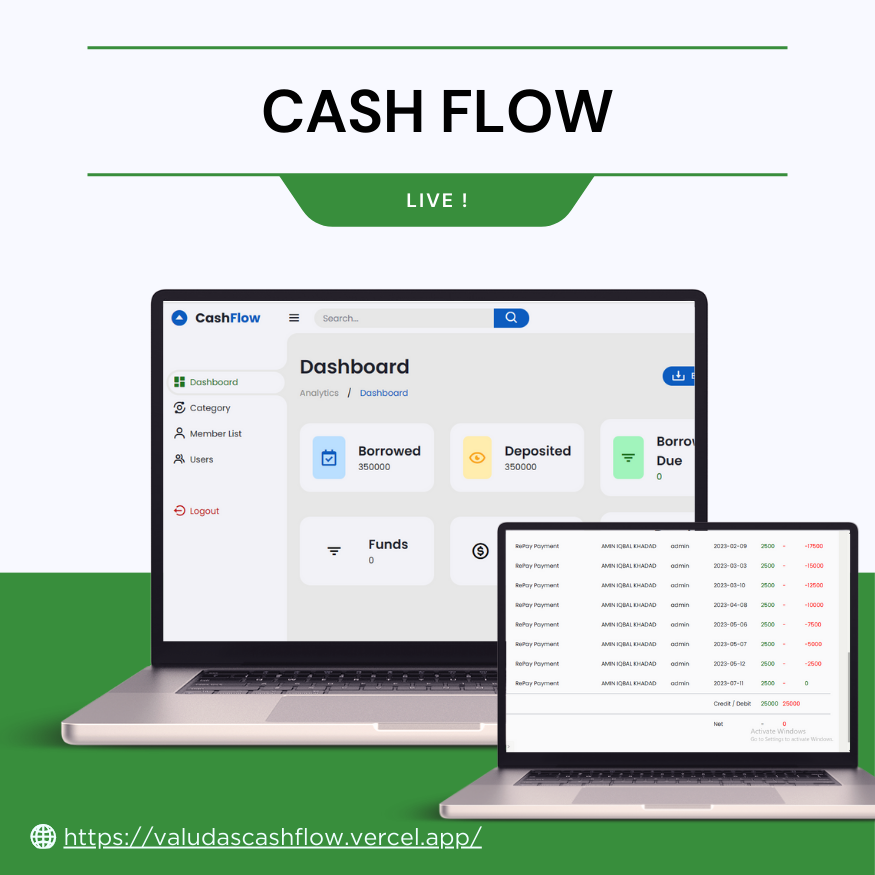 CASH FLOW
LIVE !
CashFlow
Search...
Dashboard
Category
Member List
Users
Logout
Dashboard
Analytics / Dashboard
Borrowed
350000
Deposited
350000
Due
0
Funds
0
RePay Payment AMIN IQBAL KHADAD admin 2023-02-09 2500 - -17500
RePay Payment AMIN IQBAL KHADAD admin 2023-03-03 2500 - -15000
RePay Payment AMIN IQBAL KHADAD admin 2023-03-10 2500 - -12500
RePay Payment AMIN IQBAL KHADAD admin 2023-04-08 2500 - -10000
RePay Payment AMIN IQBAL KHADAD admin 2023-05-06 2500 - -7500
RePay Payment AMIN IQBAL KHADAD admin 2023-05-07 2500 - -5000
RePay Payment AMIN IQBAL KHADAD admin 2023-05-12 2500 - -2500
RePay Payment AMIN IQBAL KHADAD admin 2023-07-11 2500 - 0
Credit / Debit 25000 25000
Net - 0
Activate Windows
Go to Settings to activate Windows.
https://valudascashflow.vercel.app/